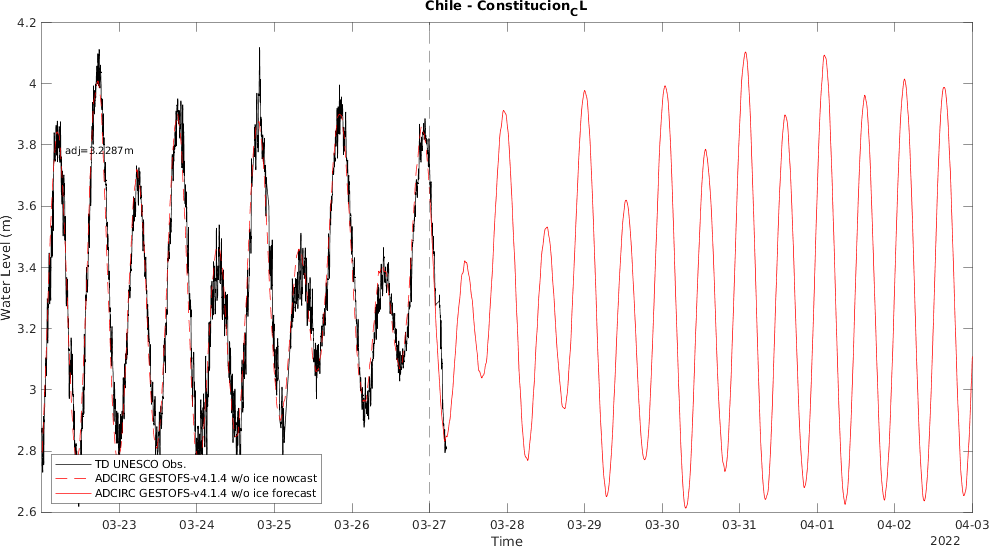 Chile - Constitucion_CL
4.2
4
3.8
3.6
3.4
3.2
3
2.8
2.6
Water Level (m)
adj=3.2287m
TD UNESCO Obs.
ADCIRC GESTOFS-v4.1.4 w/o ice nowcast
ADCIRC GESTOFS-v4.1.4 w/o ice forecast
03-23 03-24 03-25 03-26 03-27 03-28 03-29 03-30 03-31 04-01 04-02 04-03
Time
2022